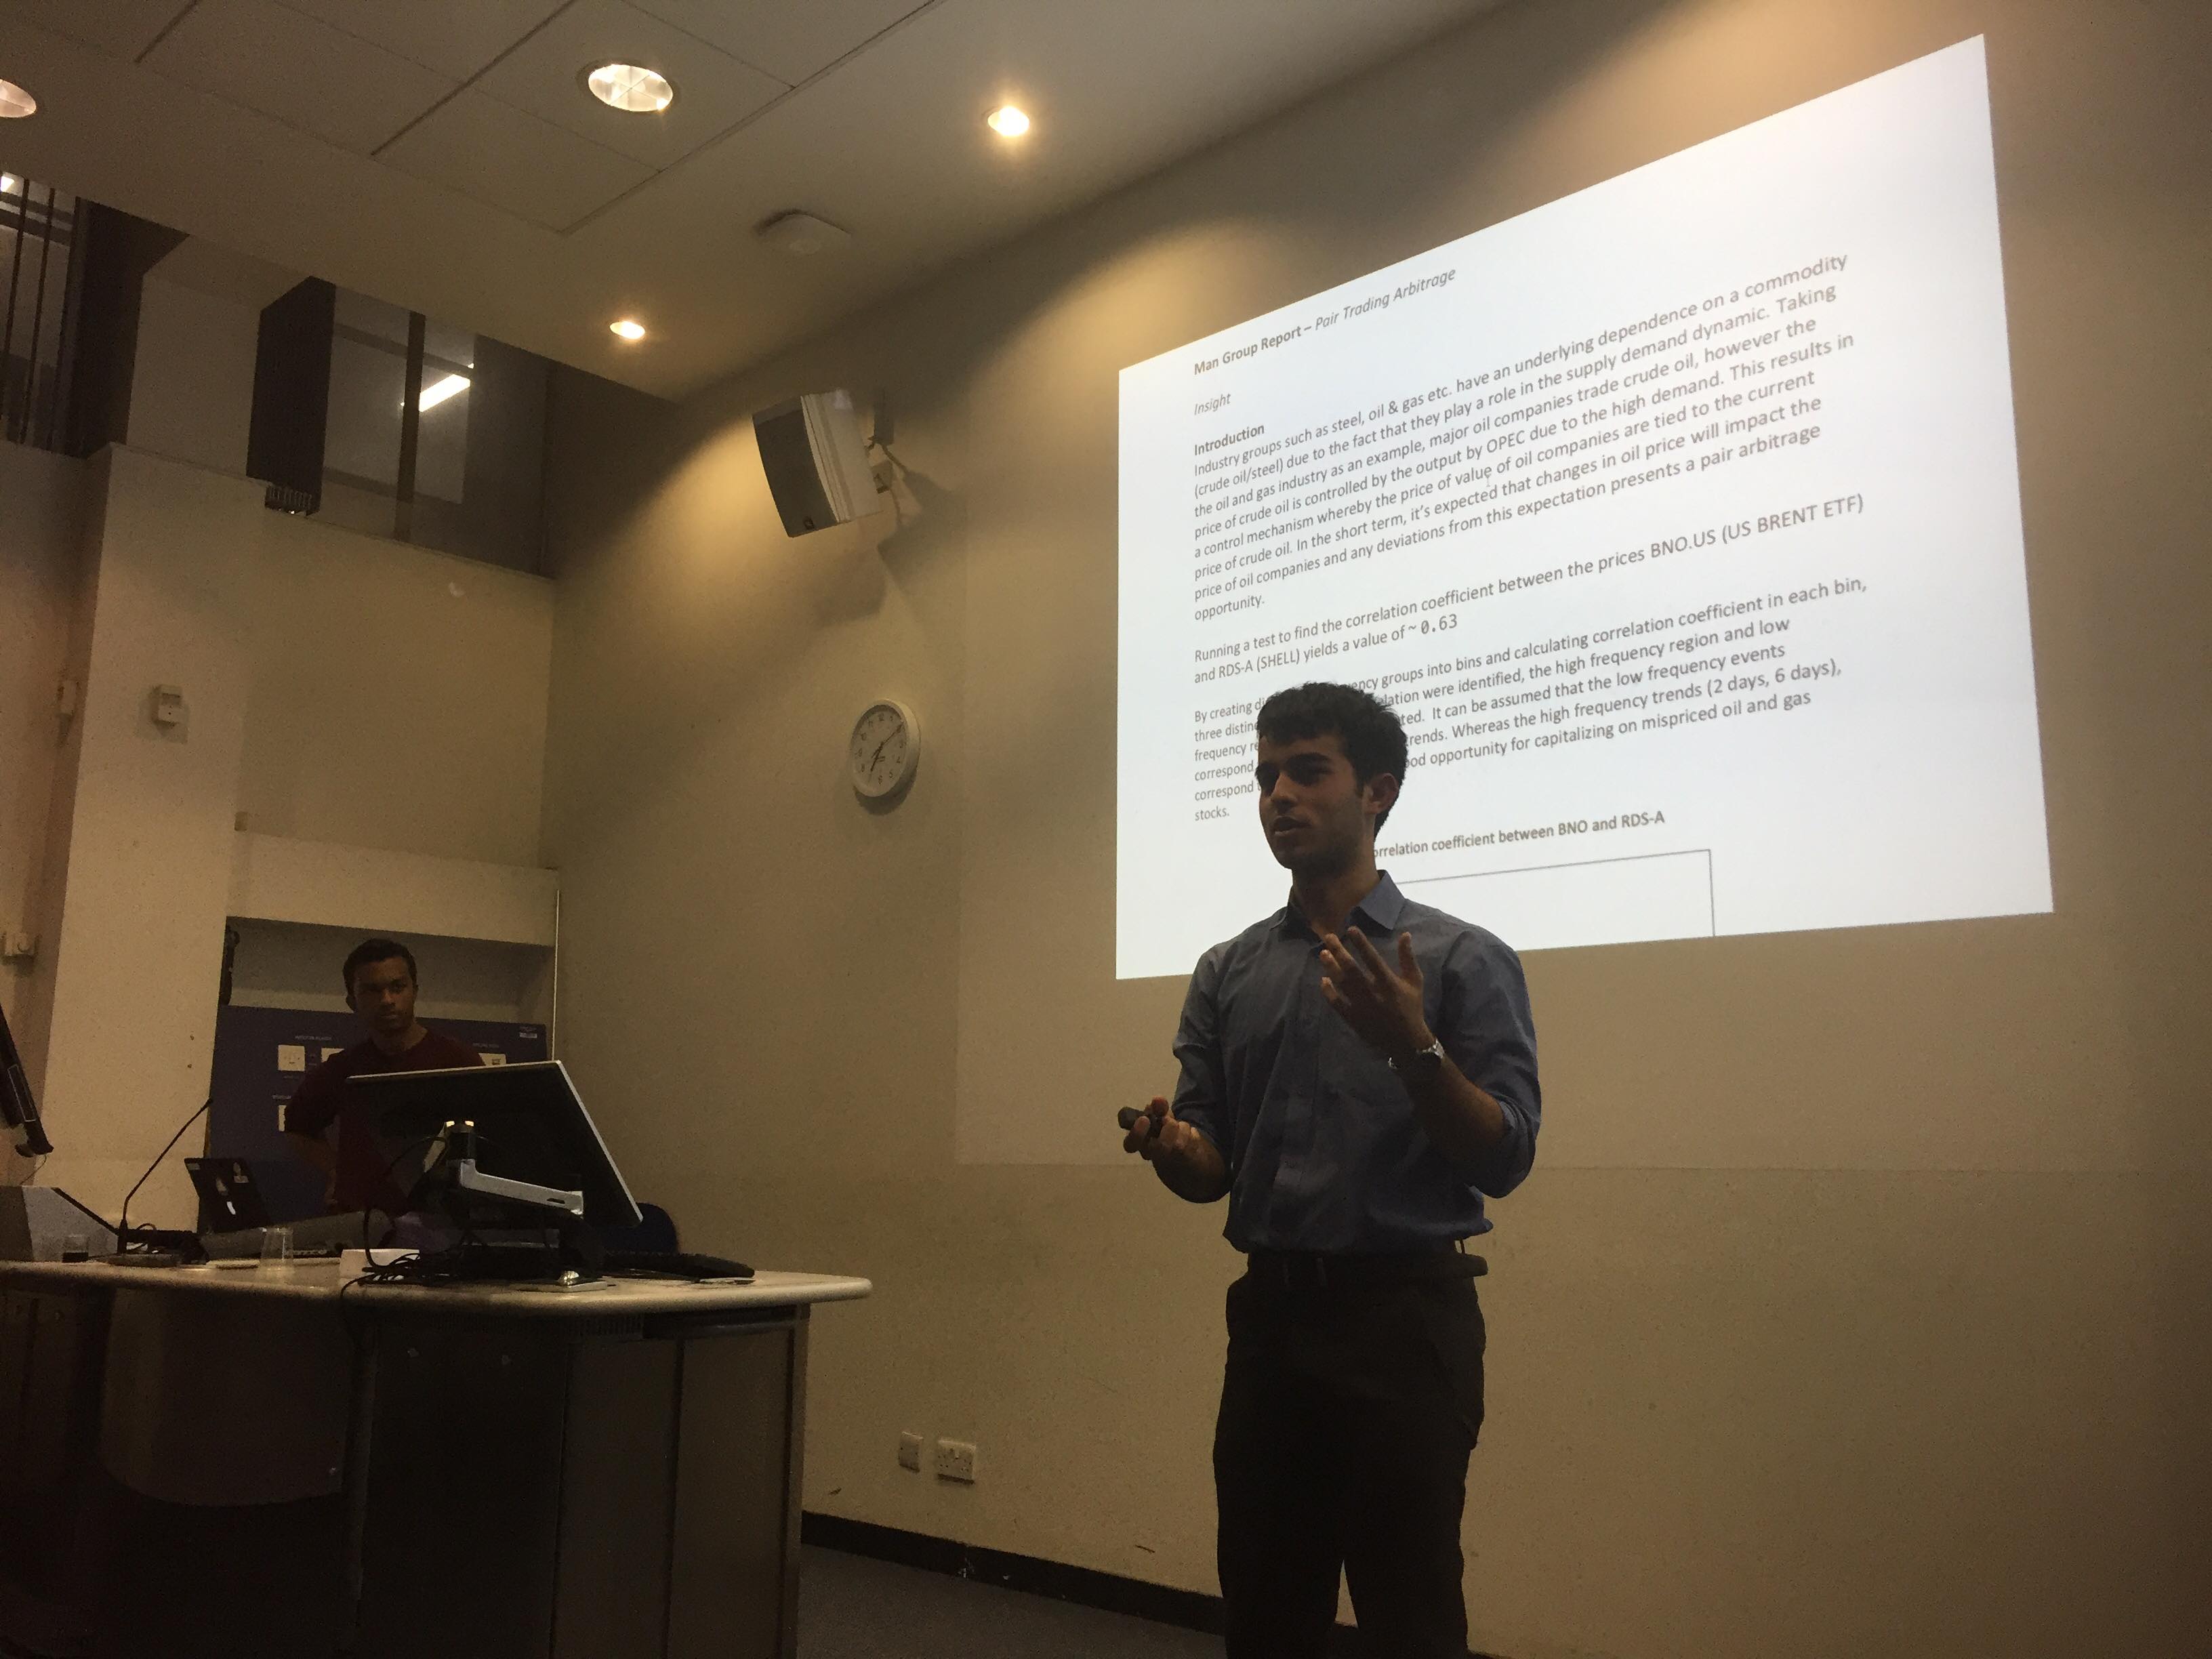 Man Group Report – Pair Trading Arbitrage
Insight
Introduction
Industry groups such as steel, oil & gas etc. have an underlying dependence on a commodity
(crude oil/steel) due to the fact that they play a role in the supply demand dynamic. Taking
the oil and gas industry as an example, major oil companies trade crude oil, however the
price of crude oil is controlled by the output by OPEC due to the high demand. This results in
a control mechanism whereby the price of value of oil companies are tied to the current
price of crude oil. In the short term, it's expected that changes in oil price will impact the
price of oil companies and any deviations from this expectation presents a pair arbitrage
opportunity.
Running a test to find the correlation coefficient between the prices BNO.US (US BRENT ETF)
and RDS-A (SHELL) yields a value of ~ 0.63
By creating ency groups into bins and calculating correlation coefficient in each bin,
three distinc elation were identified, the high frequency region and low
frequency re ted. It can be assumed that the low frequency events
correspond rends. Whereas the high frequency trends (2 days, 6 days),
correspond ood opportunity for capitalizing on mispriced oil and gas
stocks.
orrelation coefficient between BNO and RDS-A